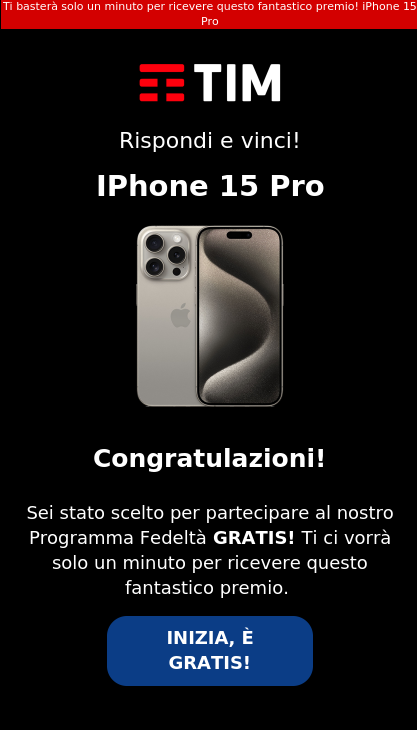 Ti basterà solo un minuto per ricevere questo fantastico premio! iPhone 15
Pro
TIM
Rispondi e vinci!
IPhone 15 Pro
Congratulazioni!
Sei stato scelto per partecipare al nostro
Programma Fedeltà GRATIS! Ti ci vorrà
solo un minuto per ricevere questo
fantastico premio.
INIZIA, È
GRATIS!